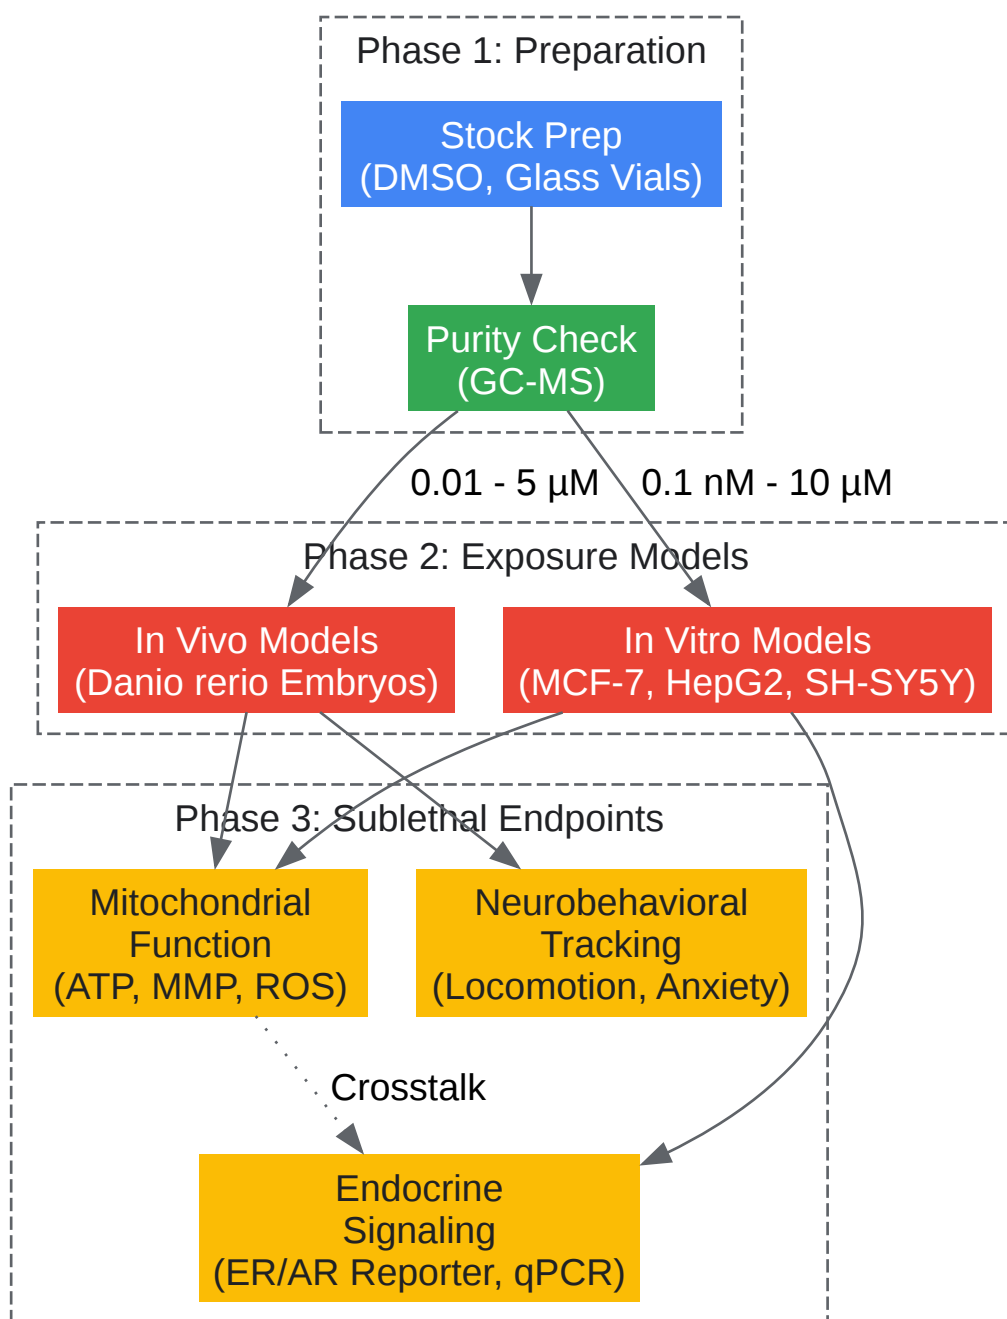 Phase 1: Preparation
Stock Prep
(DMSO, Glass Vials)
Purity Check
(GC-MS)
0.01 - 5 µM
0.1 nM - 10 µM
Phase 2: Exposure Models
In Vivo Models
(Danio rerio Embryos)
In Vitro Models
(MCF-7, HepG2, SH-SY5Y)
Phase 3: Sublethal Endpoints
Mitochondrial
Function
(ATP, MMP, ROS)
Neurobehavioral
Tracking
(Locomotion, Anxiety)
Crosstalk
Endocrine
Signaling
(ER/AR Reporter, qPCR)